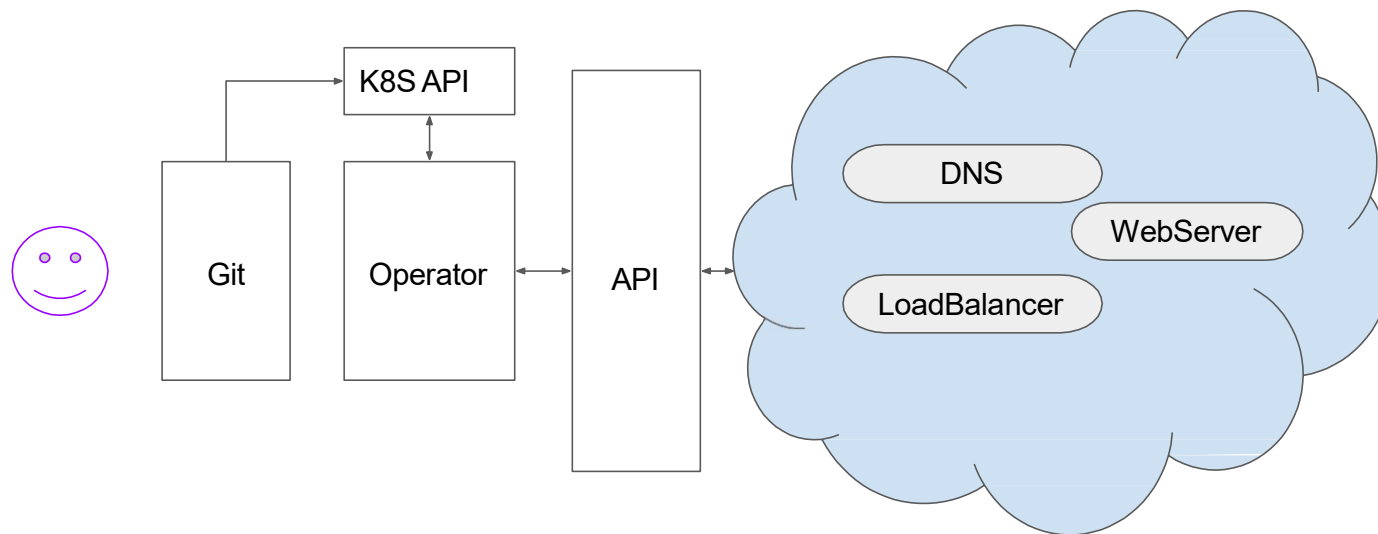 K8S API
Git
Operator
API
DNS
WebServer
LoadBalancer